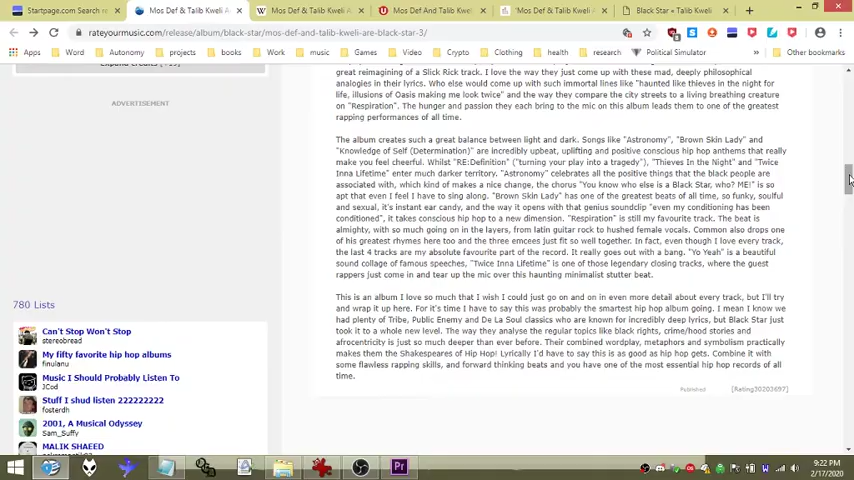 Startpage.com Search re
Mos Def & Talib Kweli A
Mos Def & Talib Kweli Ar
Mos Def And Talib Kweli
"Mos Def & Talib Kweli A
Black Star « Talib Kweli
rateyourmusic.com/release/album/black-star/mos-def-and-talib-kweli-are-black-star-3/
Apps Word Autonomy projects books Work music Games Video Crypto Clothing health research Political Simulator Other bookmarks
ADVERTISEMENT
great reimagining of a Slick Rick track. I love the way they just come up with these mad, deeply philosophical
analogies in their lyrics. Who else would come up with such immortal lines like "haunted like thieves in the night for
life, illusions of Oasis making me look twice" and the way they compare the city streets to a living breathing creature
on "Respiration". The hunger and passion they each bring to the mic on this album leads them to one of the greatest
rapping performances of all time.
The album creates such a great balance between light and dark. Songs like "Astronomy", "Brown Skin Lady" and
"Knowledge of Self (Determination)" are incredibly upbeat, uplifting and positive conscious hip hop anthems that really
make you feel cheerful. Whilst "RE:Definition" ("turning your play into a tragedy"), "Thieves In the Night" and "Twice
Inna Lifetime" enter much darker territory. "Astronomy" celebrates all the positive things that the black people are
associated with, which kind of makes a nice change, the chorus "You know who else is a Black Star, who? ME!" is so
apt that even I feel I have to sing along. "Brown Skin Lady" has one of the greatest beats of all time, so funky, soulful
and sexual, it's instant ear candy, and the way it opens with that genius soundclip "even my conditioning has been
conditioned", it takes conscious hip hop to a new dimension. "Respiration" is still my favourite track. The beat is
almighty, with so much going on in the layers, from latin guitar rock to hushed female vocals. Common also drops one
of his greatest rhymes here too and the three emcees just fit so well together. In fact, even though I love every track,
the last 4 tracks are my absolute favourite part of the record. It really goes out with a bang. "Yo Yeah" is a beautiful
sound collage of famous speeches, "Twice Inna Lifetime" is one of those legendary closing tracks, where the guest
rappers just come in and tear up the mic over this haunting minimalist stutter beat.
This is an album I love so much that I wish I could just go on and on in even more detail about every track, but I'll try
and wrap it up here. For it's time I have to say this was probably the smartest hip hop album going. I mean I know we
had plenty of Tribe, Public Enemy and De La Soul classics who are known for incredibly deep lyrics, but Black Star just
took it to a whole new level. The way they analyse the regular topics like black rights, crime/hood stories and
afrocentricity is just so much deeper than ever before. Their combined wordplay, metaphors and symbolism practically
makes them the Shakespeares of Hip Hop! Lyrically I'd have to say this is as good as hip hop gets. Combine it with
some flawless rapping skills, and forward thinking beats and you have one of the most essential hip hop records of all
time.
Published [Rating30203697]
780 Lists
Can't Stop Won't Stop
stereobread
My fifty favorite hip hop albums
finulanu
Music I Should Probably Listen To
JCod
Stuff I shud listen 222222222
fosterdh
2001, A Musical Odyssey
Sam_Suffy
MALIK SHAEED
9:22 PM
2/17/2020